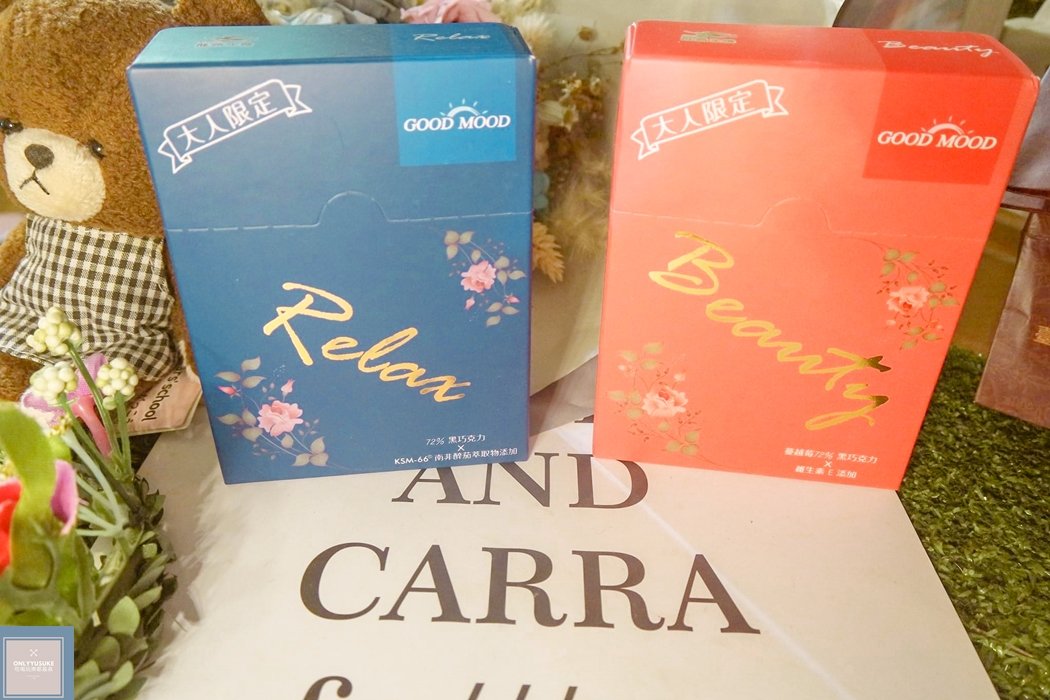 Relax
大人限定
GOOD MOOD
Relax
72% 黑巧克力
×
KSM-66® 南非醉茄萃取物添加
Beauty
大人限定
GOOD MOOD
Beauty
蔓越莓72% 黑巧克力
×
維生素 E 添加
's school
AND
CARRA
ONLYYUSUKE